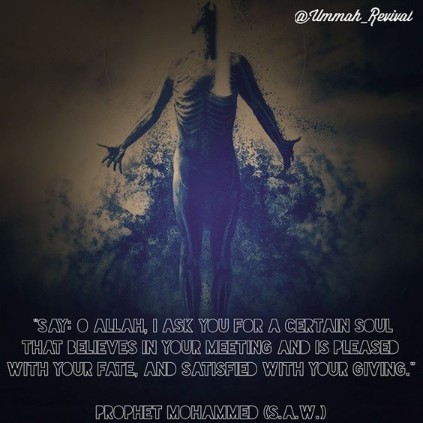 @Ummah_Revival
"SAY: O ALLAH, I ASK YOU FOR A CERTAIN SOUL
THAT BELIEVES IN YOUR MEETING AND IS PLEASED
WITH YOUR FATE, AND SATISFIED WITH YOUR GIVING."
PROPHET MOHAMMED (S.A.W.)